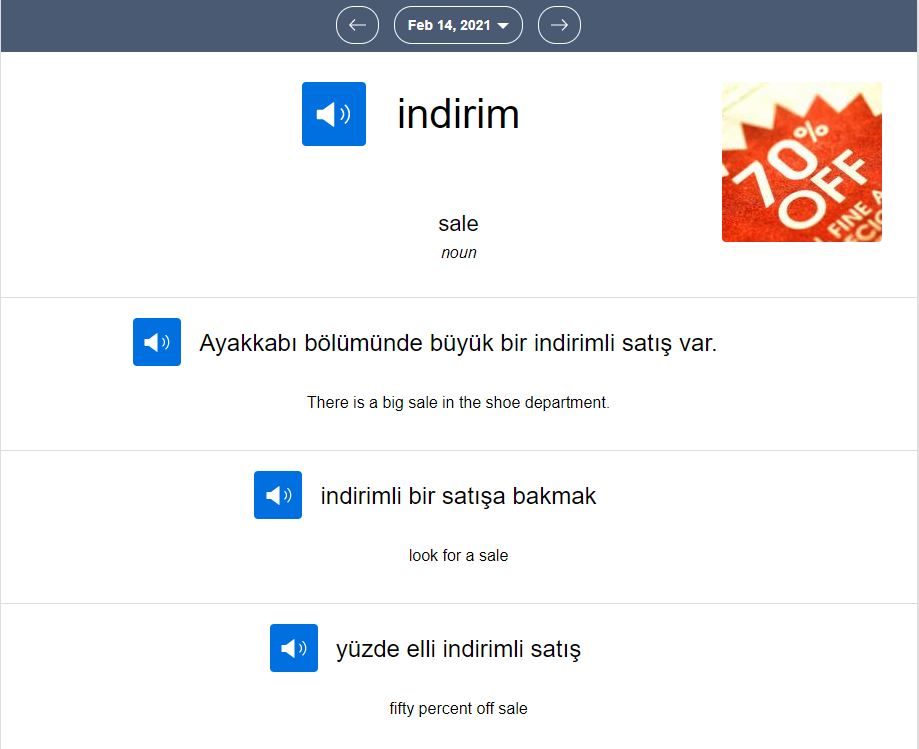 Feb 14, 2021
indirim
70%
OFF
FINE A
sale
noun
Ayakkabı bölümünde büyük bir indirimli satış var.
There is a big sale in the shoe department.
indirimli bir satışa bakmak
look for a sale
yüzde elli indirimli satış
fifty percent off sale